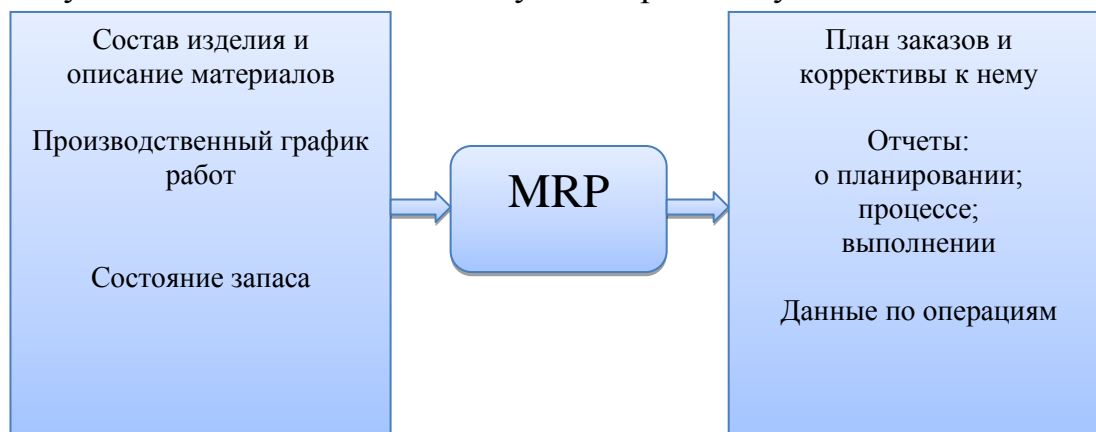 Состав изделия и
описание материалов
Производственный график
работ
Состояние запаса
MRP
План заказов и
коррективы к нему
Отчеты:
о планировании;
процессе;
выполнении
Данные по операциям